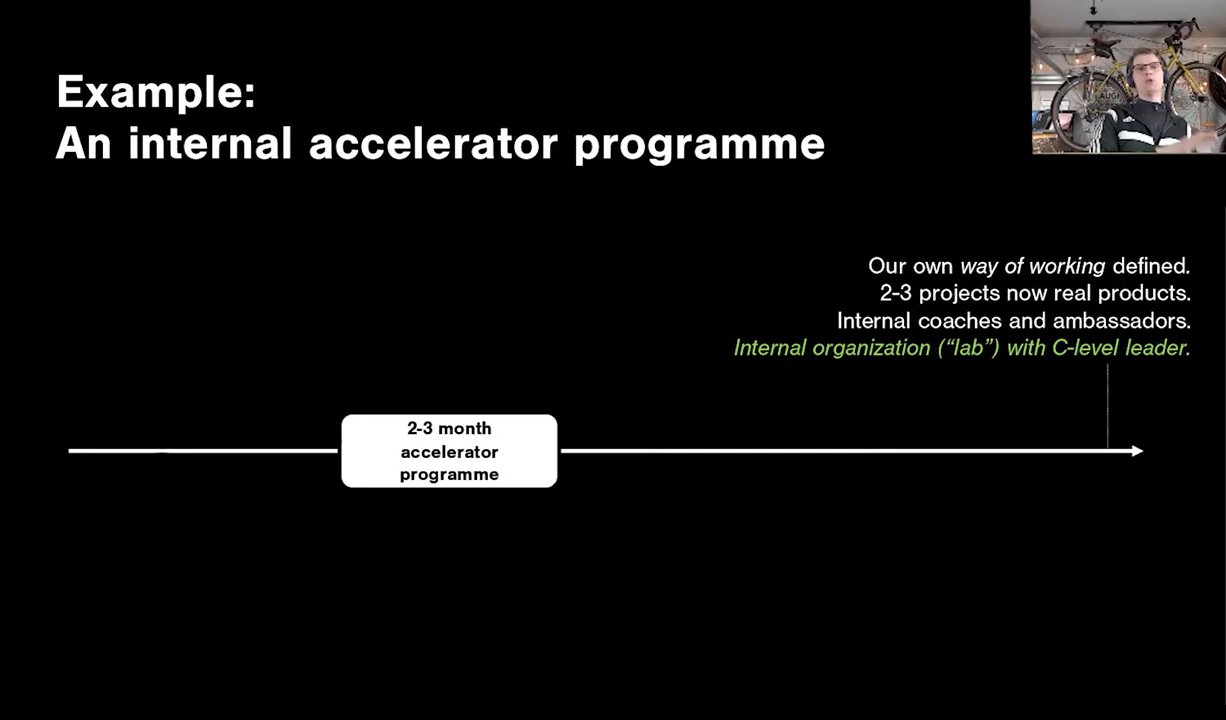 Example:
An internal accelerator programme
Our own way of working defined.
2-3 projects now real products.
Internal coaches and ambassadors.
Internal organization (“lab”) with C-level leader.
2-3 month
accelerator
programme